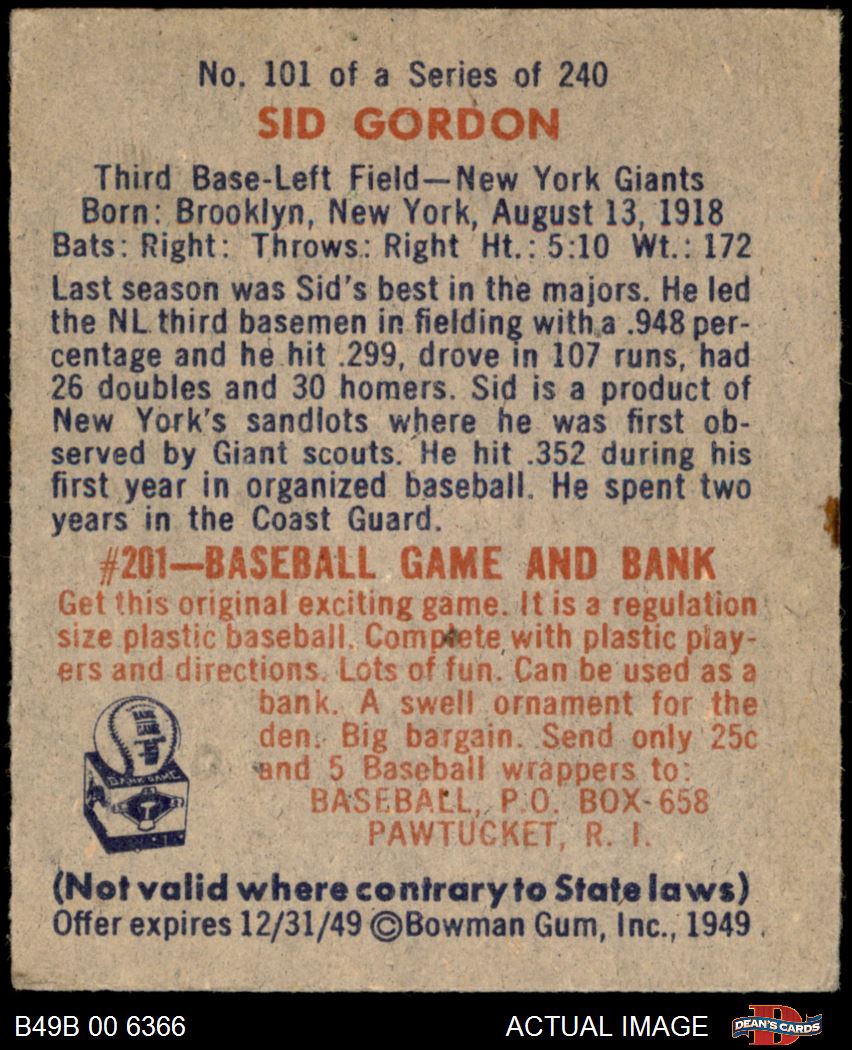 No. 101 of a Series of 240
SID GORDON
Third Base-Left Field—New York Giants
Born: Brooklyn, New York, August 13, 1918
Bats: Right: Throws: Right Ht.: 5:10 Wt.: 172
Last season was Sid's best in the majors. He led
the NL third basemen in fielding with a .948 per-
centage and he hit .299, drove in 107 runs, had
26 doubles and 30 homers. Sid is a product of
New York's sandlots where he was first ob-
served by Giant scouts. He hit .352 during his
first year in organized baseball. He spent two
years in the Coast Guard.
#201—BASEBALL GAME AND BANK
Get this original exciting game. It is a regulation
size plastic baseball. Complete with plastic play-
ers and directions. Lots of fun. Can be used as a
bank. A swell ornament for the
den. Big bargain. Send only 25c
and 5 Baseball wrappers to:
BASEBALL, P.O. BOX 658
PAWTUCKET, R. I.
BANK GAME
(Not valid where contrary to State laws)
Offer expires 12/31/49 ©Bowman Gum, Inc., 1949.
B49B 00 6366
ACTUAL IMAGE
DEAN'S CARDS